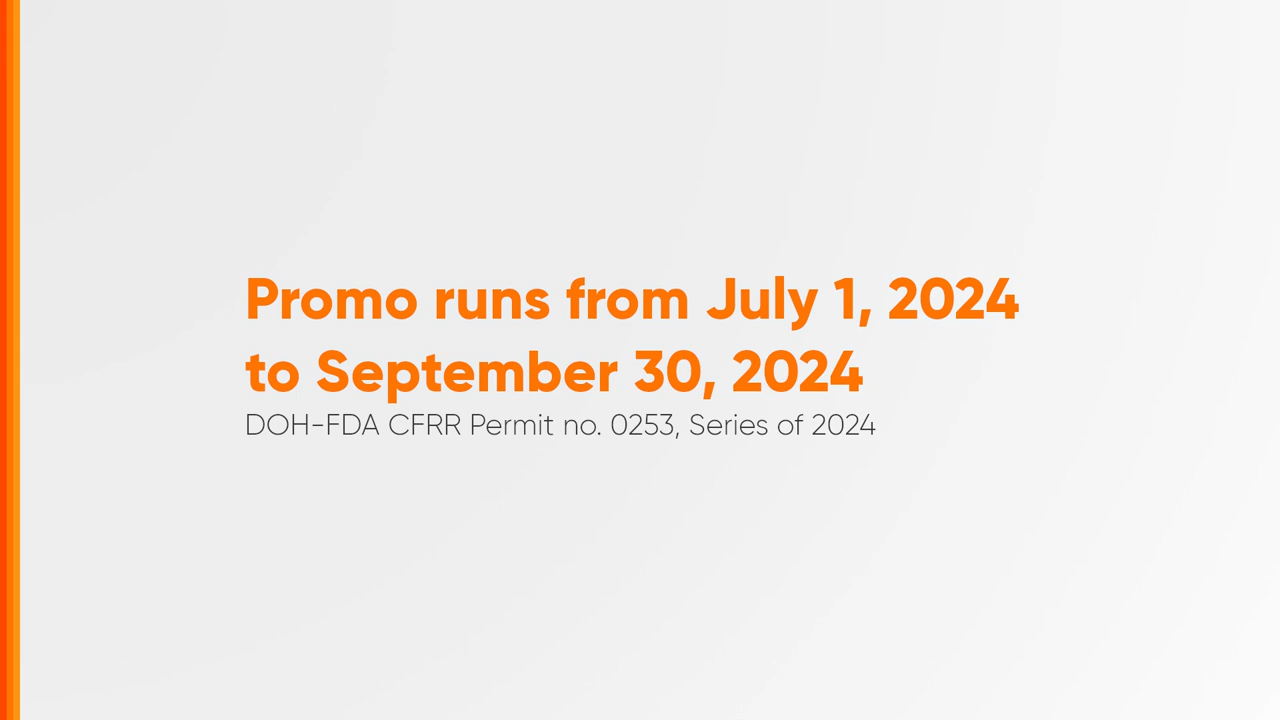 Promo runs from July 1, 2024
to September 30, 2024
DOH-FDA CFRR Permit no. 0253, Series of 2024